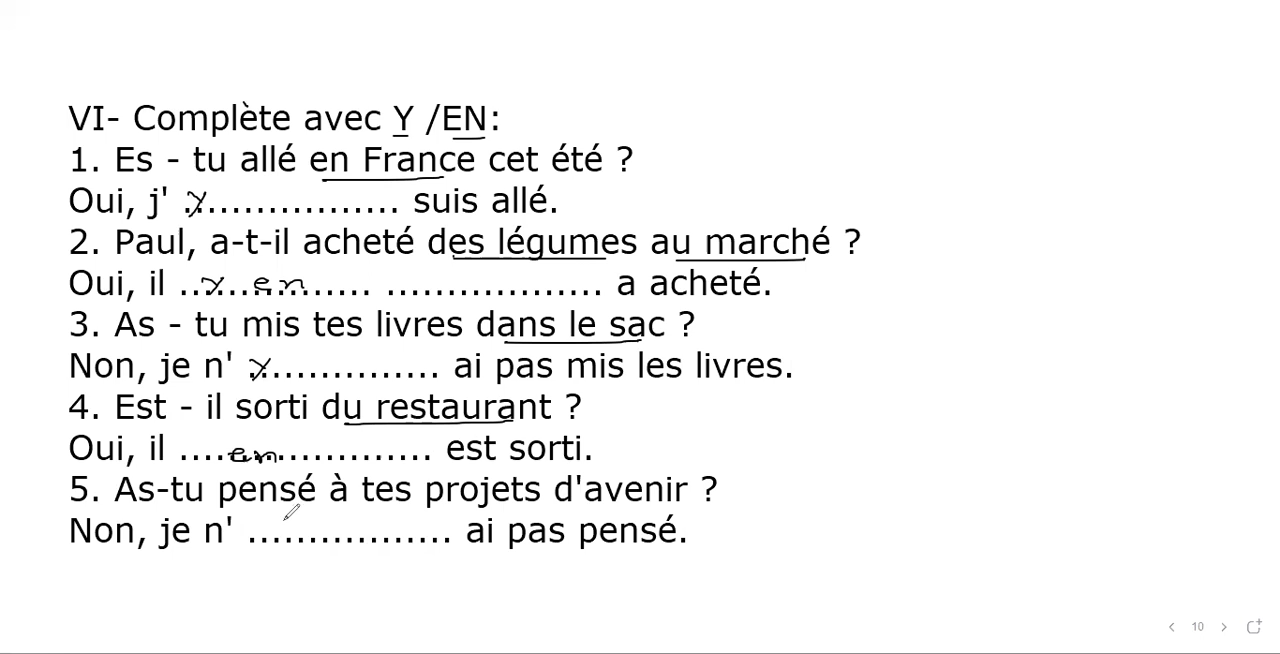 VI- Complète avec Y /EN:
1. Es - tu allé en France cet été ?
Oui, j' y................ suis allé.
2. Paul, a-t-il acheté des légumes au marché ?
Oui, il ..y...en...... .................. a acheté.
3. As - tu mis tes livres dans le sac ?
Non, je n' y............... ai pas mis les livres.
4. Est - il sorti du restaurant ?
Oui, il ....en............. est sorti.
5. As-tu pensé à tes projets d'avenir ?
Non, je n' ................. ai pas pensé.
10